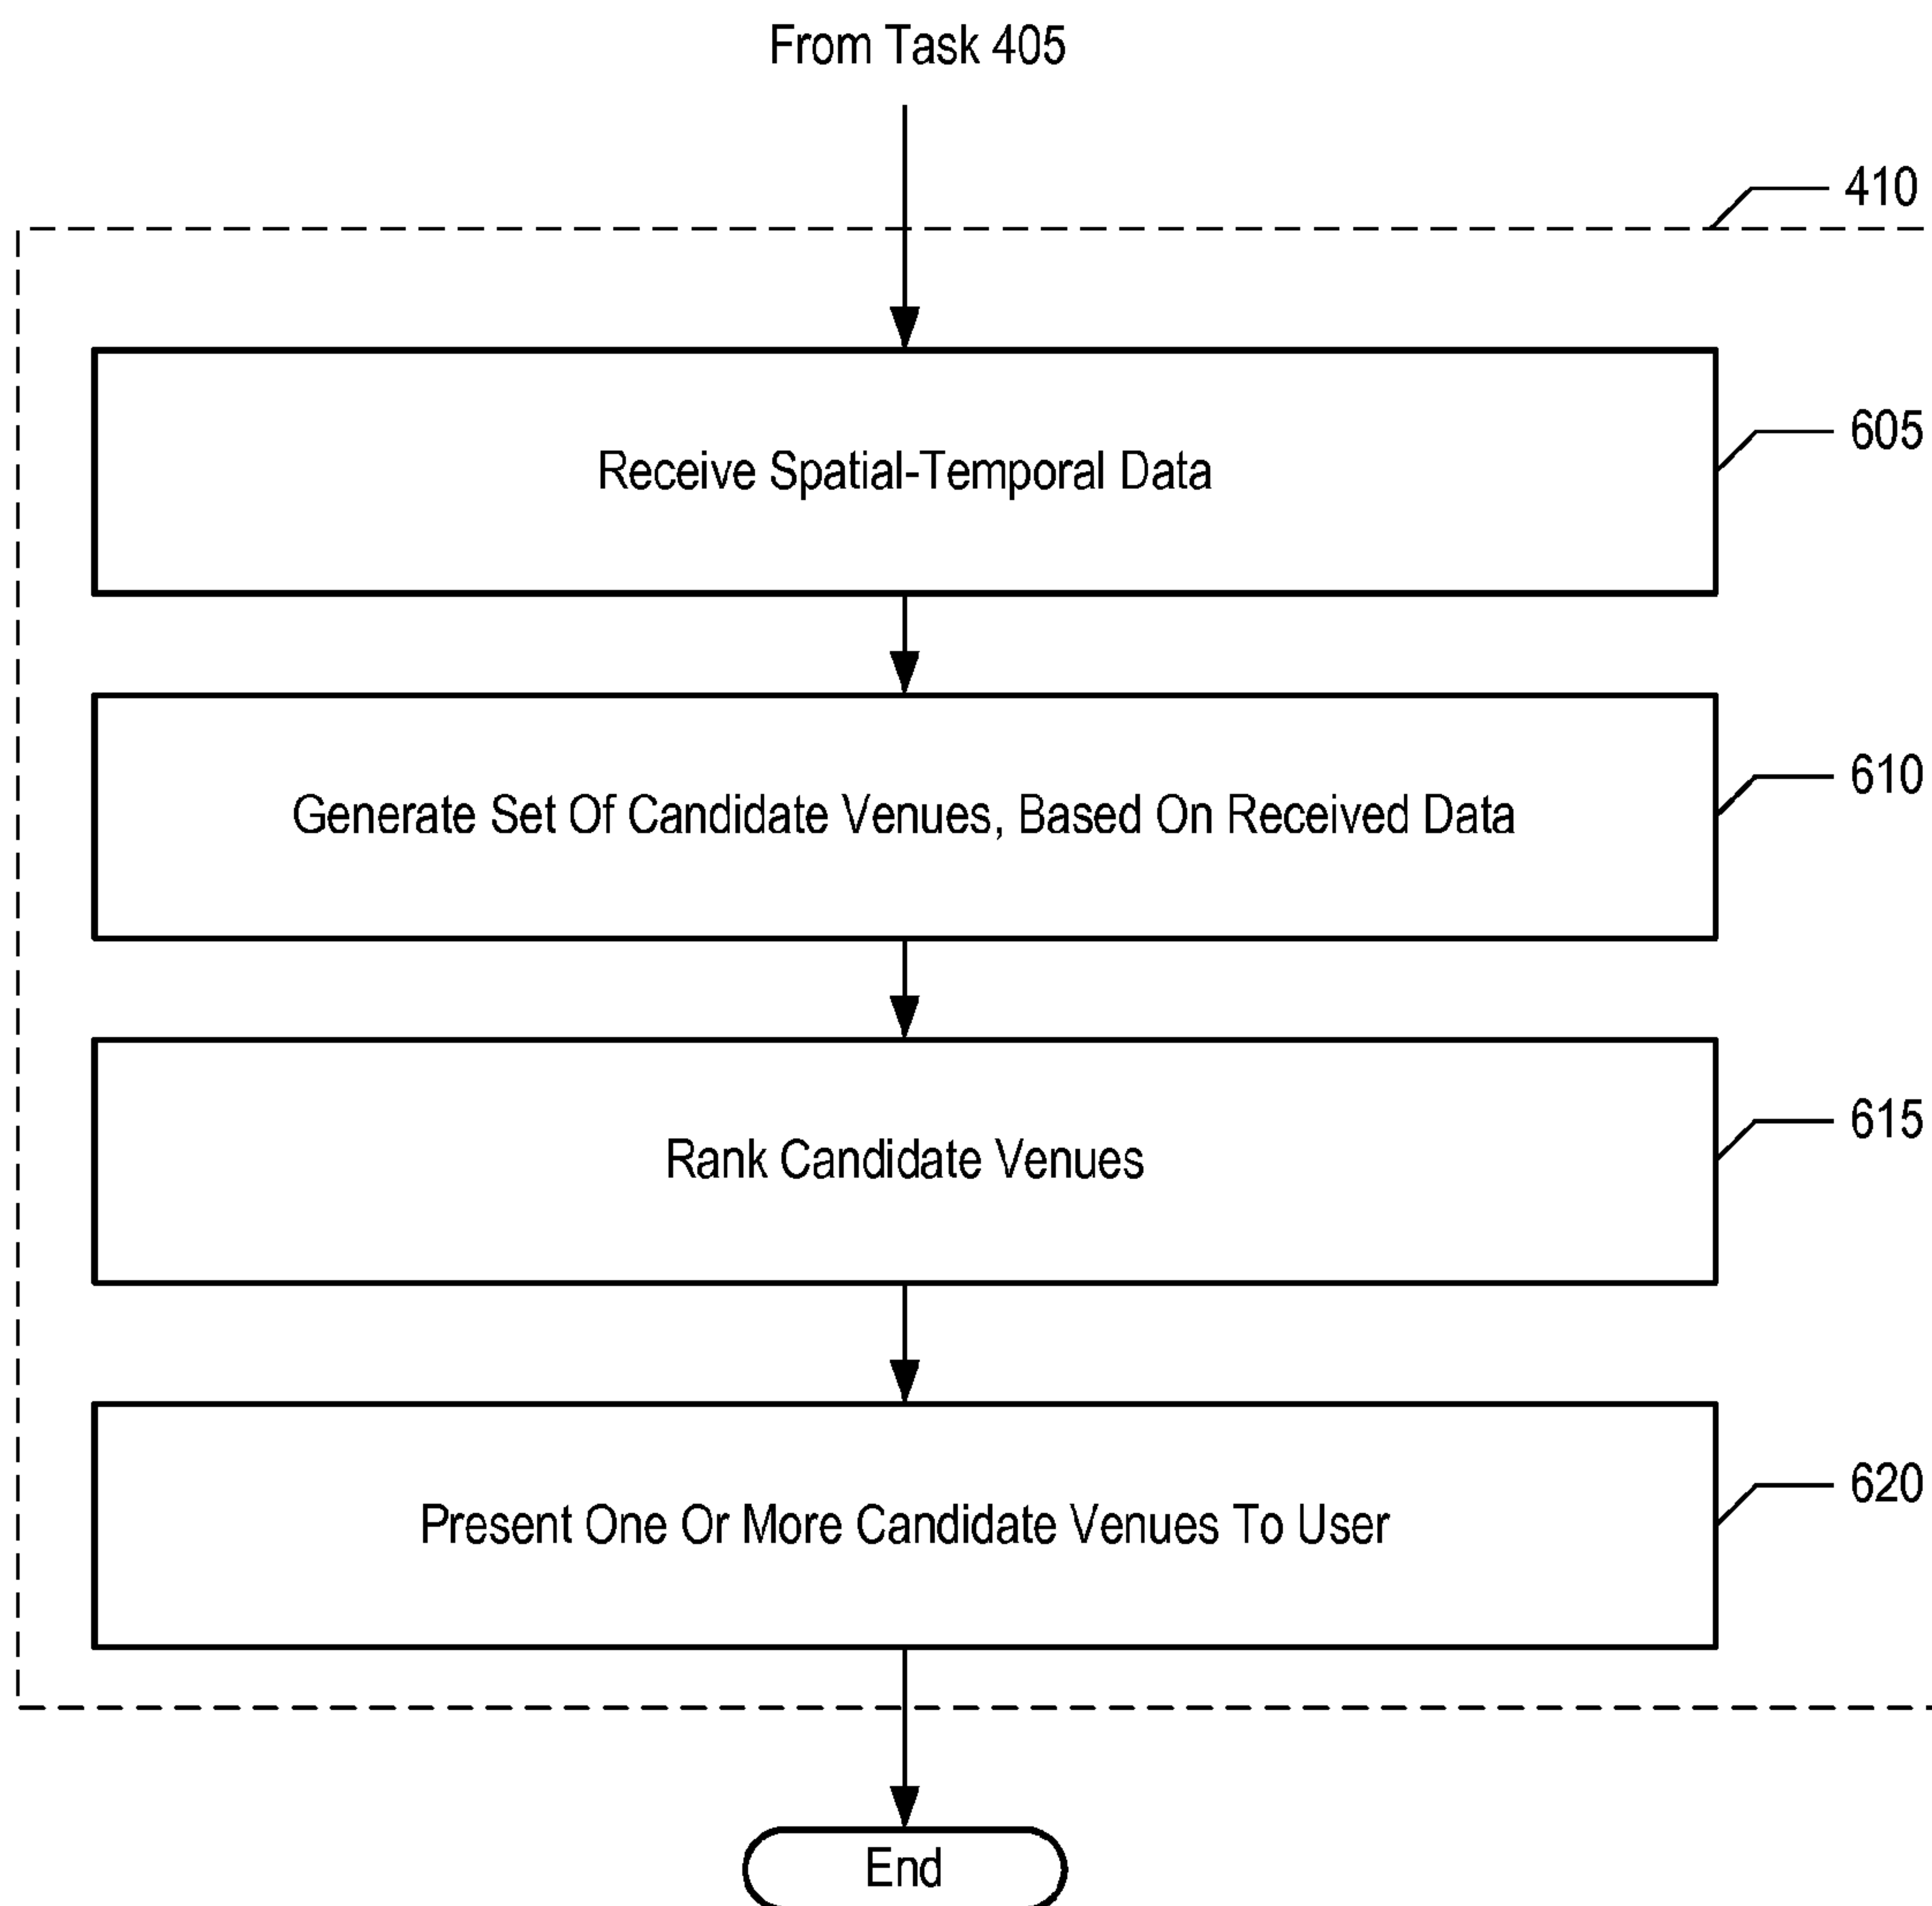 From Task 405
410
Receive Spatial-Temporal Data
605
Generate Set Of Candidate Venues, Based On Received Data
610
Rank Candidate Venues
615
Present One Or More Candidate Venues To User
620
End